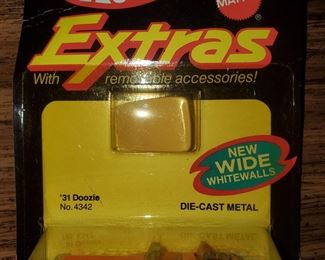 Extras
With removable accessories!
NEW
WIDE
WHITEWALLS
'31 Doozie
No. 4342
DIE-CAST METAL